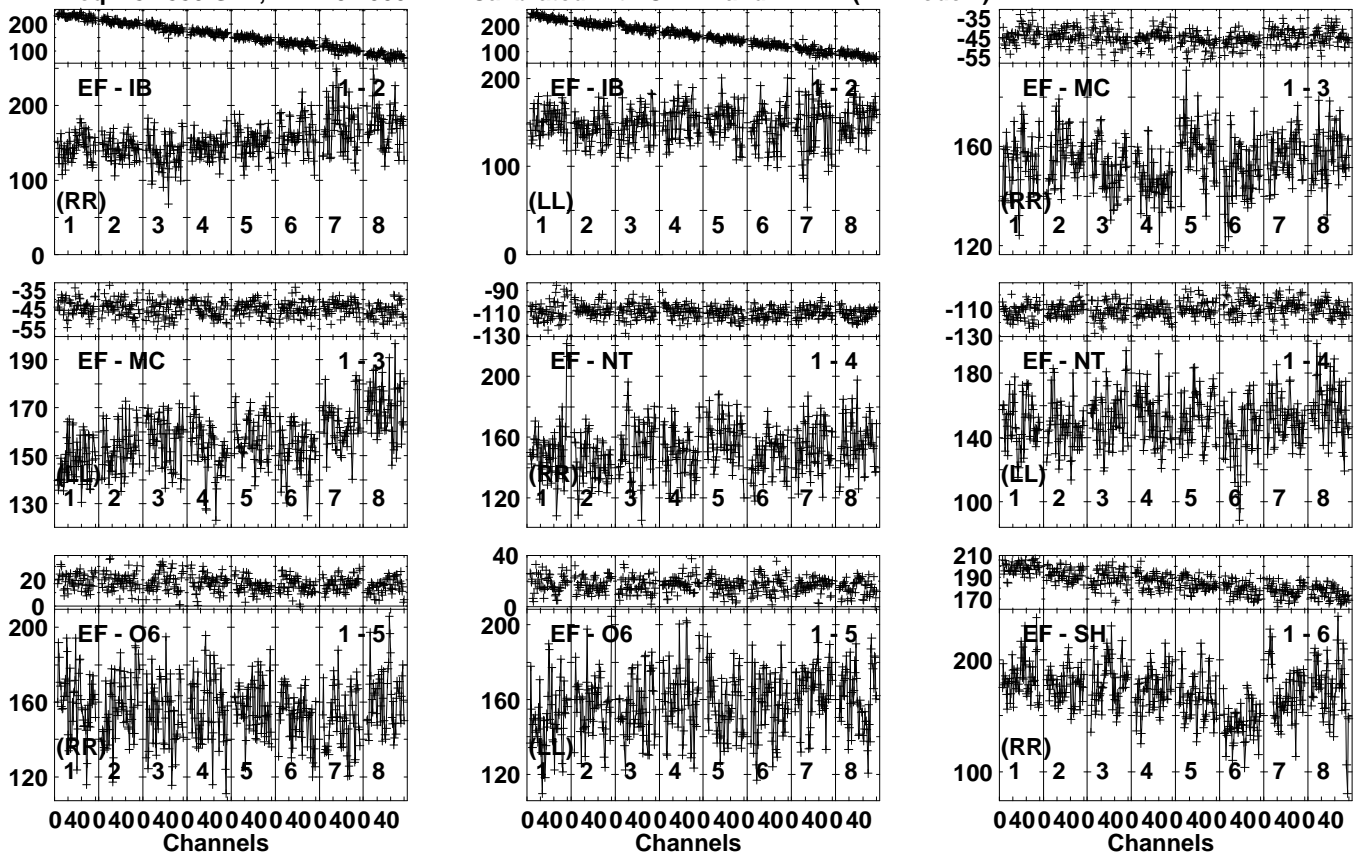 200 200 -35
100 100 -45
-55
EF - IB 1 - 2 200 EF - IB 1 - 2 EF - MC 1 - 3
200
160
100 100
(RR) (LL) (RR)
1 2 3 4 5 6 7 8 1 2 3 4 5 6 7 8 1 2 3 4 5 6 7 8
0 0 120
-35 -90
-45 -110 -110
-55 -130 -130
190 EF - MC 1 - 3 200 EF - NT 1 - 4 180 EF - NT 1 - 4
170
160 140
150
(LL) (RR) (LL)
130 1 2 3 4 5 6 7 8 120 1 2 3 4 5 6 7 8 100 1 2 3 4 5 6 7 8
40 210
20 20 190
0 0 170
200 EF - O6 1 - 5 200 EF - O6 1 - 5 200 EF - SH 1 - 6
160 160
(RR) (LL) (RR)
120 1 2 3 4 5 6 7 8 120 1 2 3 4 5 6 7 8 100 1 2 3 4 5 6 7 8
0 40 0 40 0 40 0 40 0 40 0 40 0 40 0 40 0 40 0 40 0 40 0 40 0 40 0 40 0 40 0 40 0 40 0 40 0 40 0 40 0 40 0 40 0 40 0 40
Channels Channels Channels